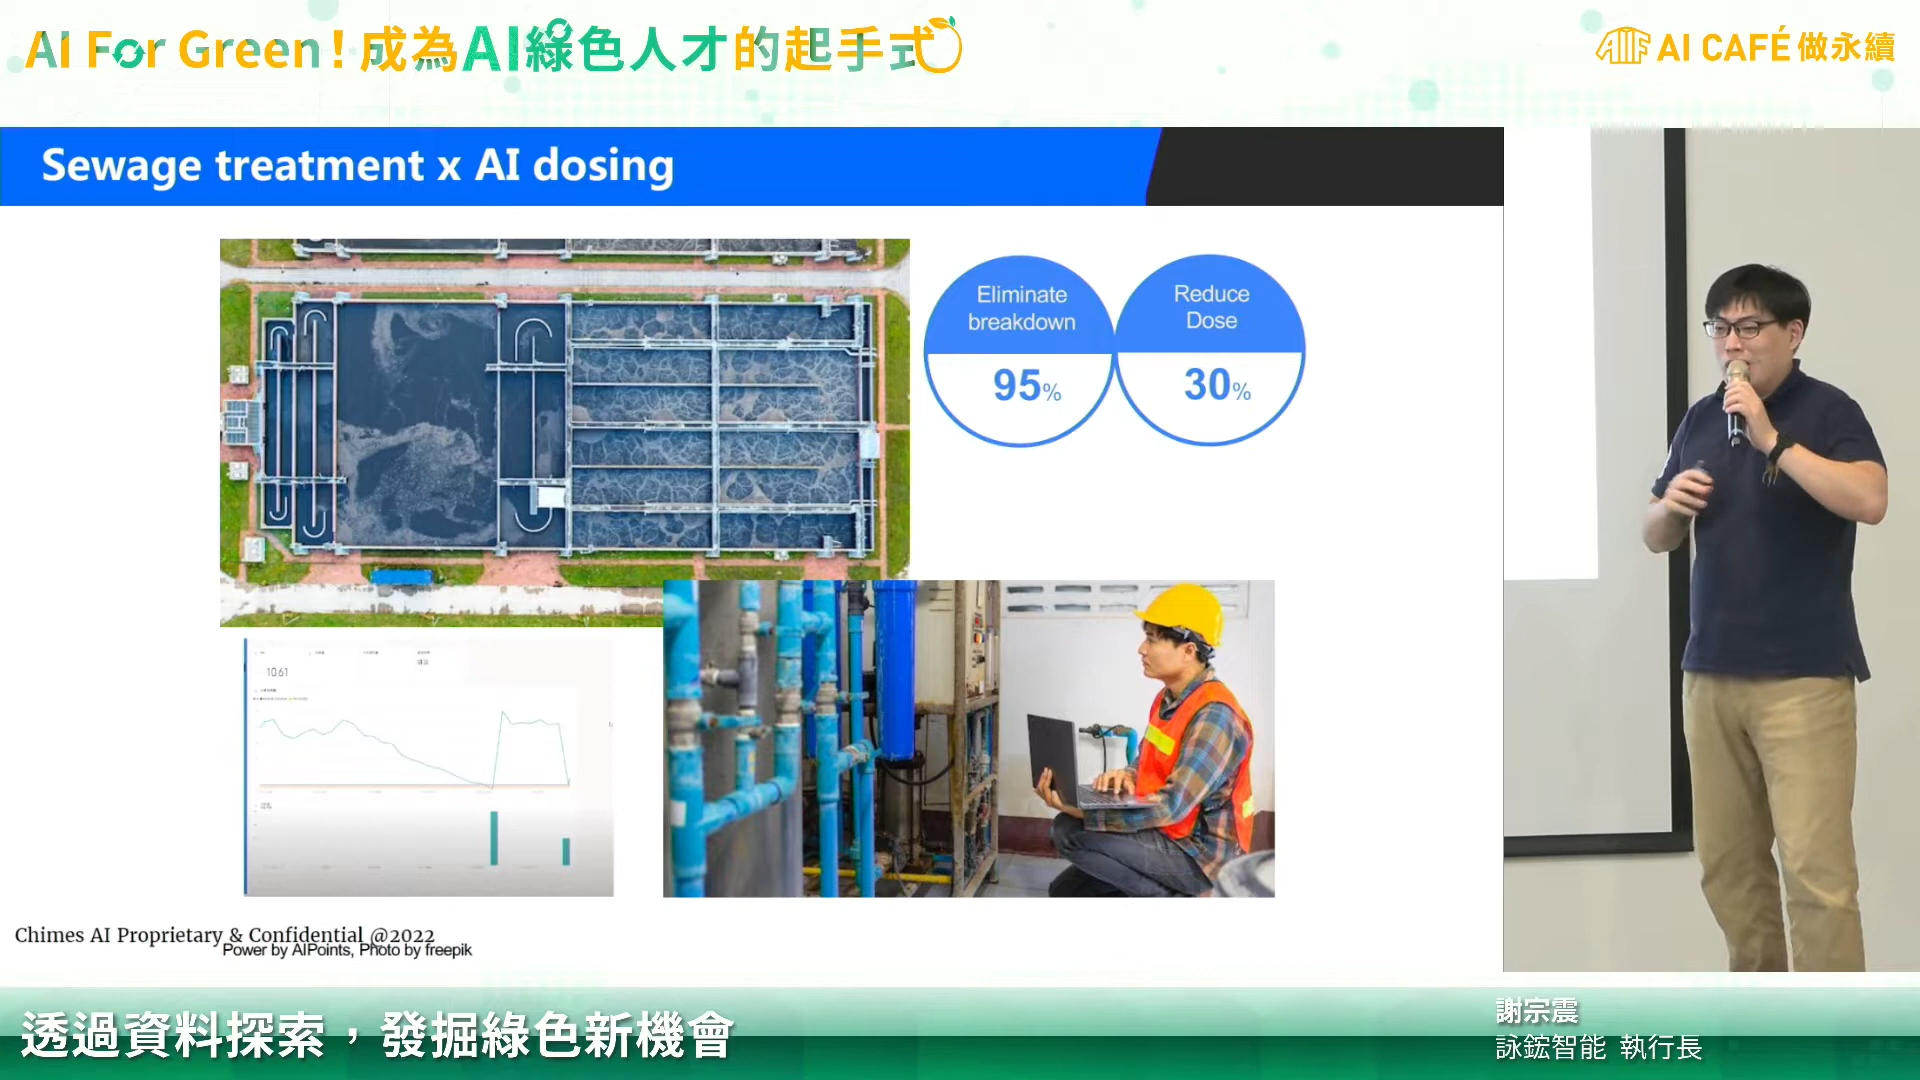 AI For Green！成為AI綠色人才的起手式
AIF AI CAFÉ 做永續
Sewage treatment x AI dosing
Eliminate
breakdown
95%
Reduce
Dose
30%
10.61
Chimes AI Proprietary & Confidential @2022
Power by AIPoints, Photo by freepik
透過資料探索，發掘綠色新機會
謝宗震
詠鋐智能 執行長